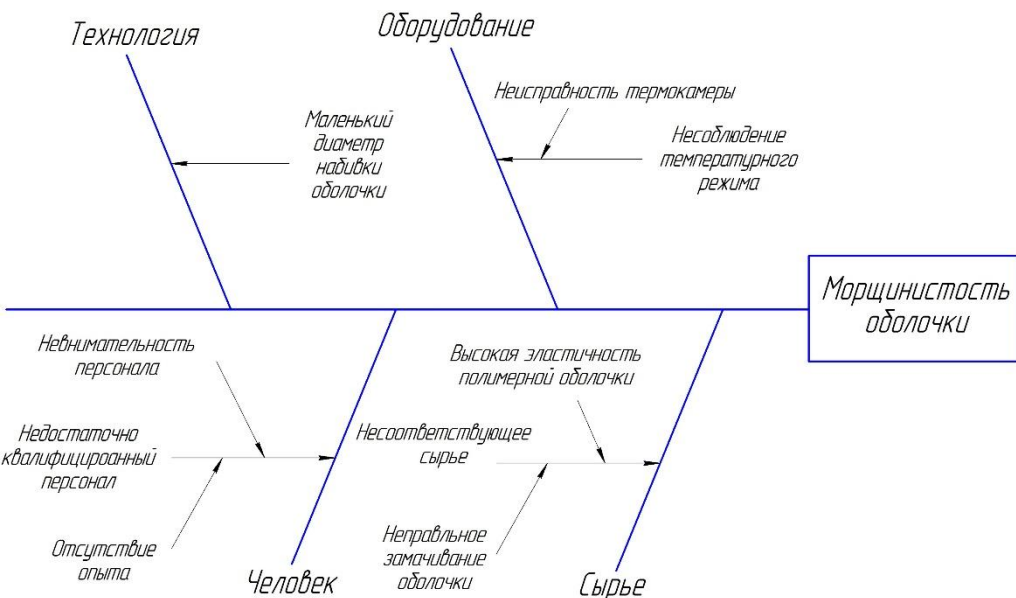 Технология
Оборудование
Маленький
диаметр
набивки
оболочки
Неисправность термокамеры
Несоблюдение
температурного
режима
Морщинистость
оболочки
Невнимательность
персонала
Недостаточно
квалифицироанный
персонал
Отсутствие
опыта
Человек
Высокая эластичность
полимерной оболочки
Несоответствующее
сырье
Неправльное
замачивание
оболочки
Сырье